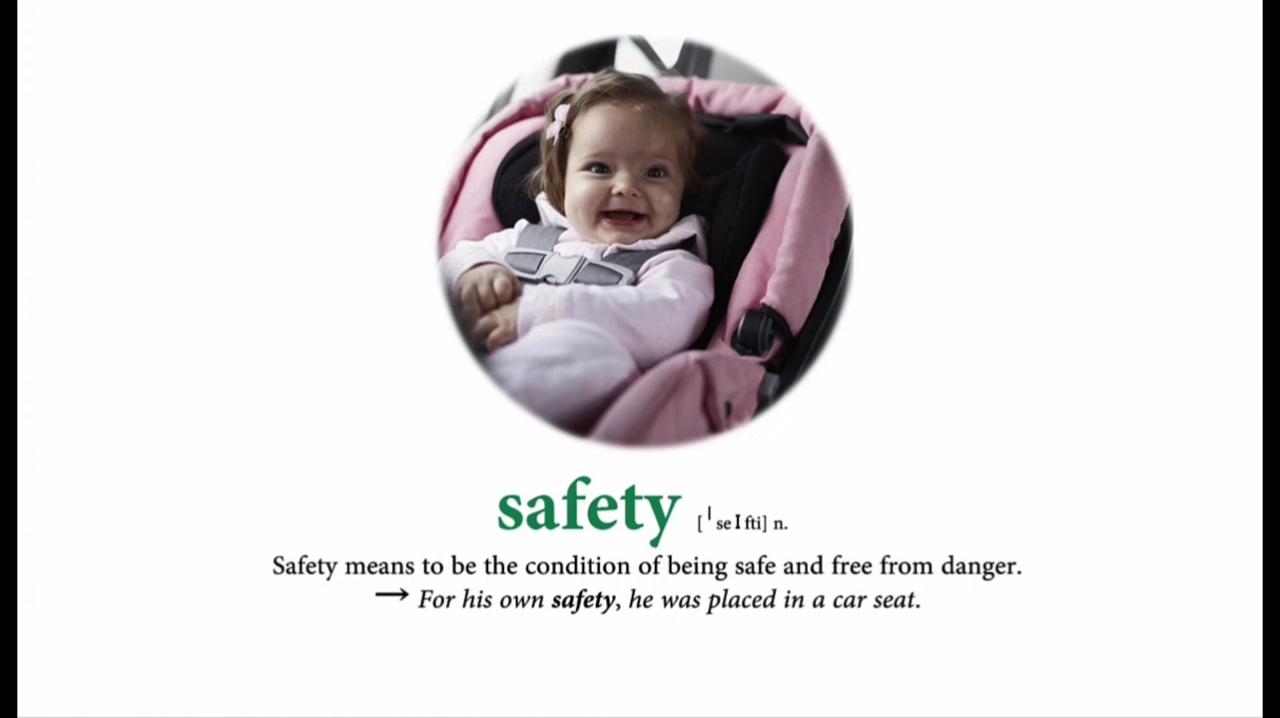 safety [ˈseIfti] n.
Safety means to be the condition of being safe and free from danger.
→ For his own safety, he was placed in a car seat.